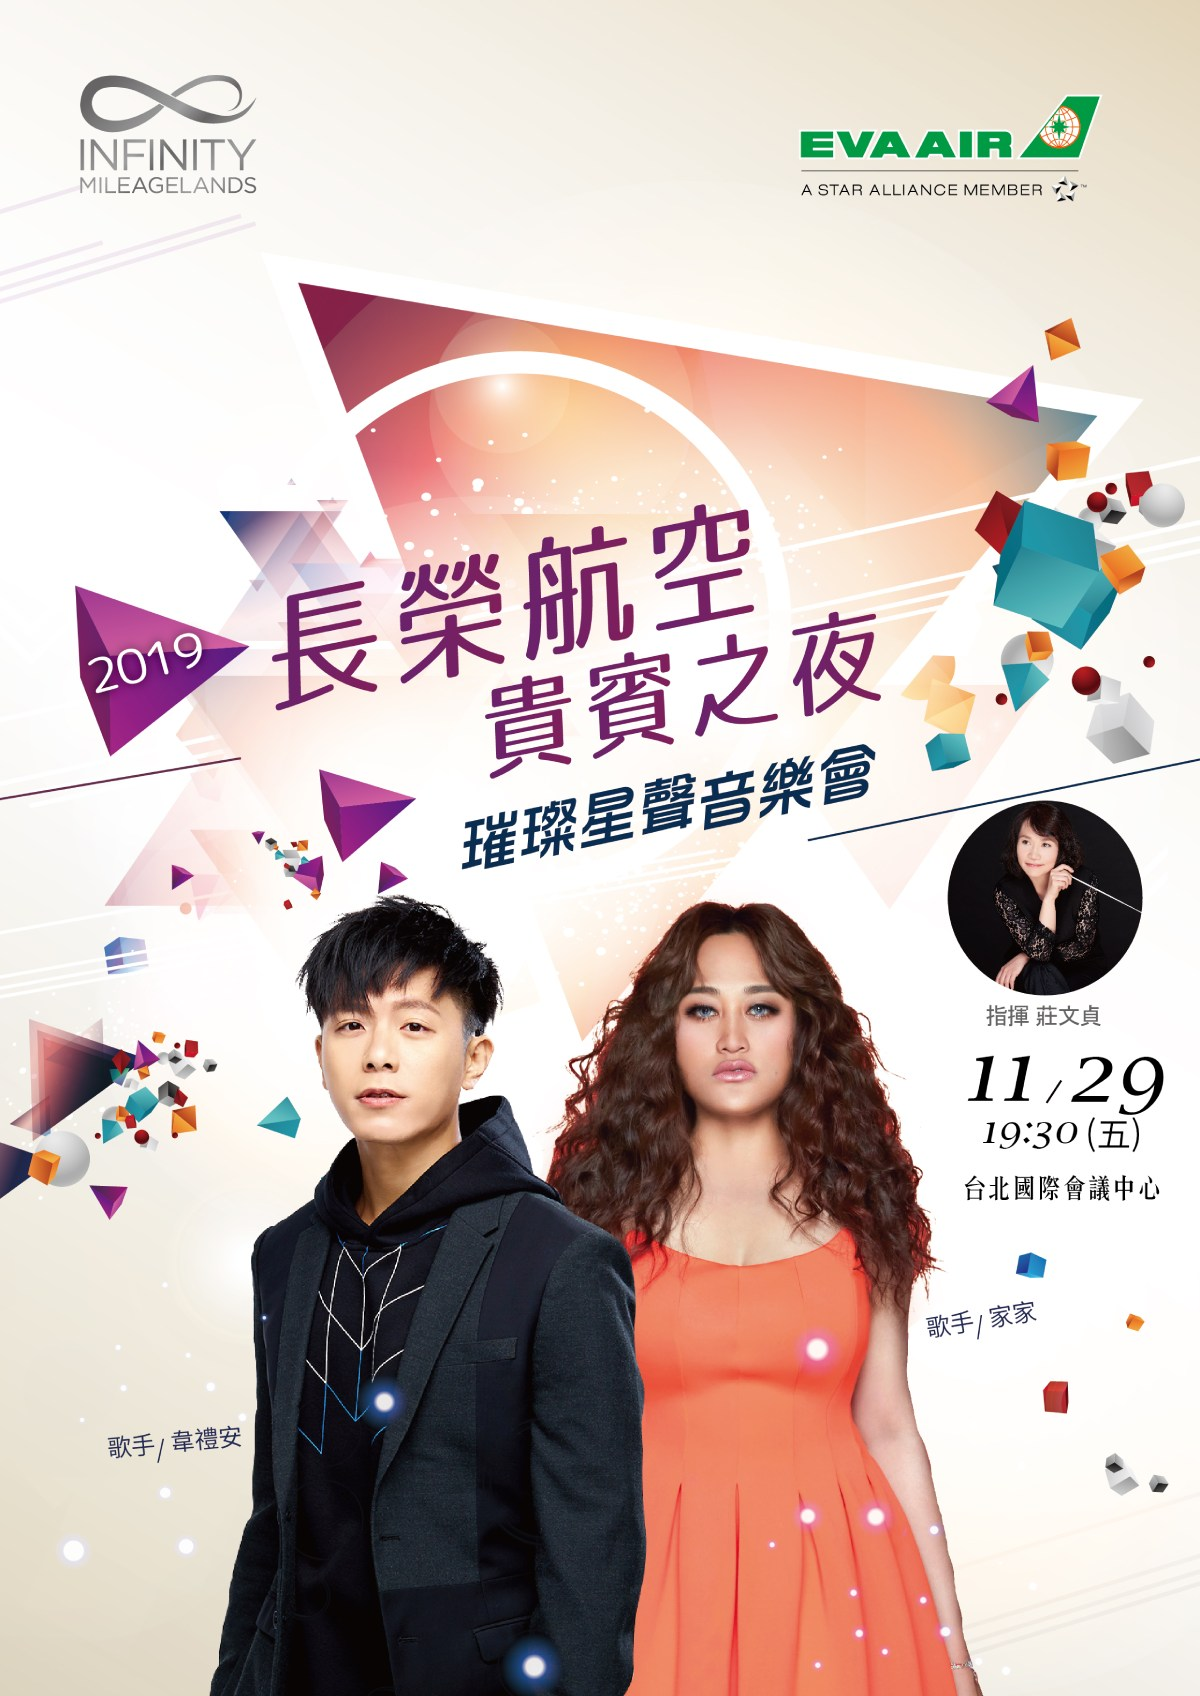 INFINITY
MILEAGELANDS
EVA AIR
A STAR ALLIANCE MEMBER
2019
長榮航空
貴賓之夜
璀璨星聲音樂會
指揮 莊文貞
11/29
19:30 (五)
台北國際會議中心
歌手/ 家家
歌手/ 韋禮安